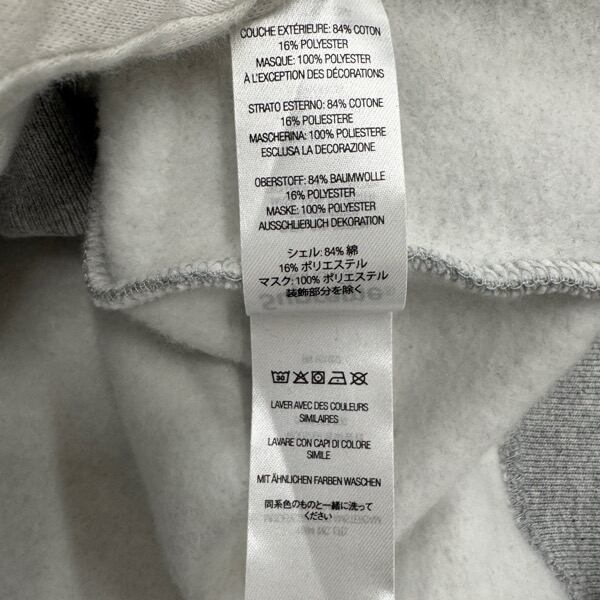 COUCHE EXTÉRIEURE: 84% COTON
16% POLYESTER
MASQUE: 100% POLYESTER
À L'EXCEPTION DES DÉCORATIONS
STRATO ESTERNO: 84% COTONE
16% POLIESTERE
MASCHERINA: 100% POLIESTERE
ESCLUSA LA DECORAZIONE
OBERSTOFF: 84% BAUMWOLLE
16% POLYESTER
MASKE: 100% POLYESTER
AUSSCHLIEßLICH DEKORATION
シェル: 84% 綿
16% ポリエステル
マスク: 100% ポリエステル
装飾部分を除く
Supreme
30
LAVER AVEC DES COULEURS
SIMILAIRES
LAVARE CON CAPI DI COLORE
SIMILE
MIT ÄHNLICHEN FARBEN WASCHEN
同系色のものと一緒に洗って
ください